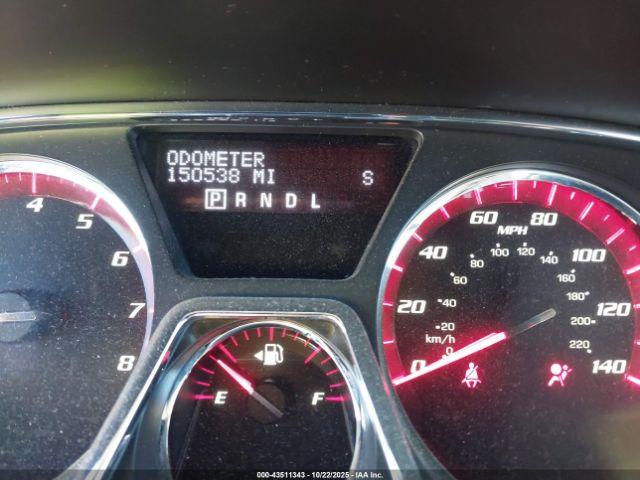 ODOMETER
150538 MI S
P R N D L
4 5 6 7 8
E F
0 20 40 60 80 100 120 140
MPH
0 20 40 60 80 100 120 140 160 180 200 220
km/h
000-43511343 - 10/22/2025 - IAA Inc.